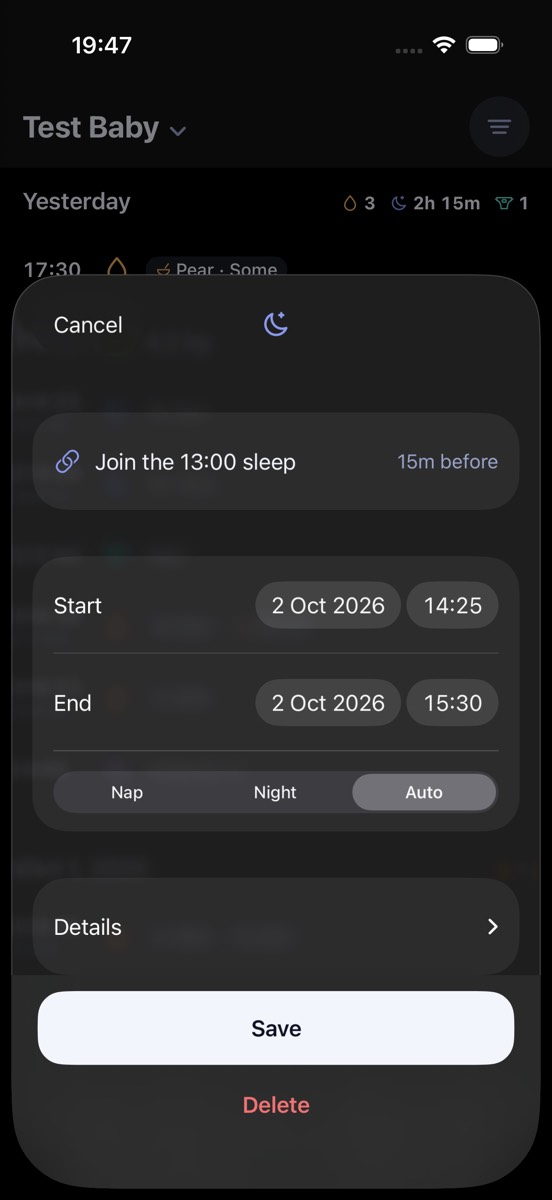 19:47
Test Baby
Yesterday 3 2h 15m 1
17:30 Pear · Some
Cancel
Join the 13:00 sleep 15m before
Start 2 Oct 2026 14:25
End 2 Oct 2026 15:30
Nap Night Auto
Details
Save
Delete